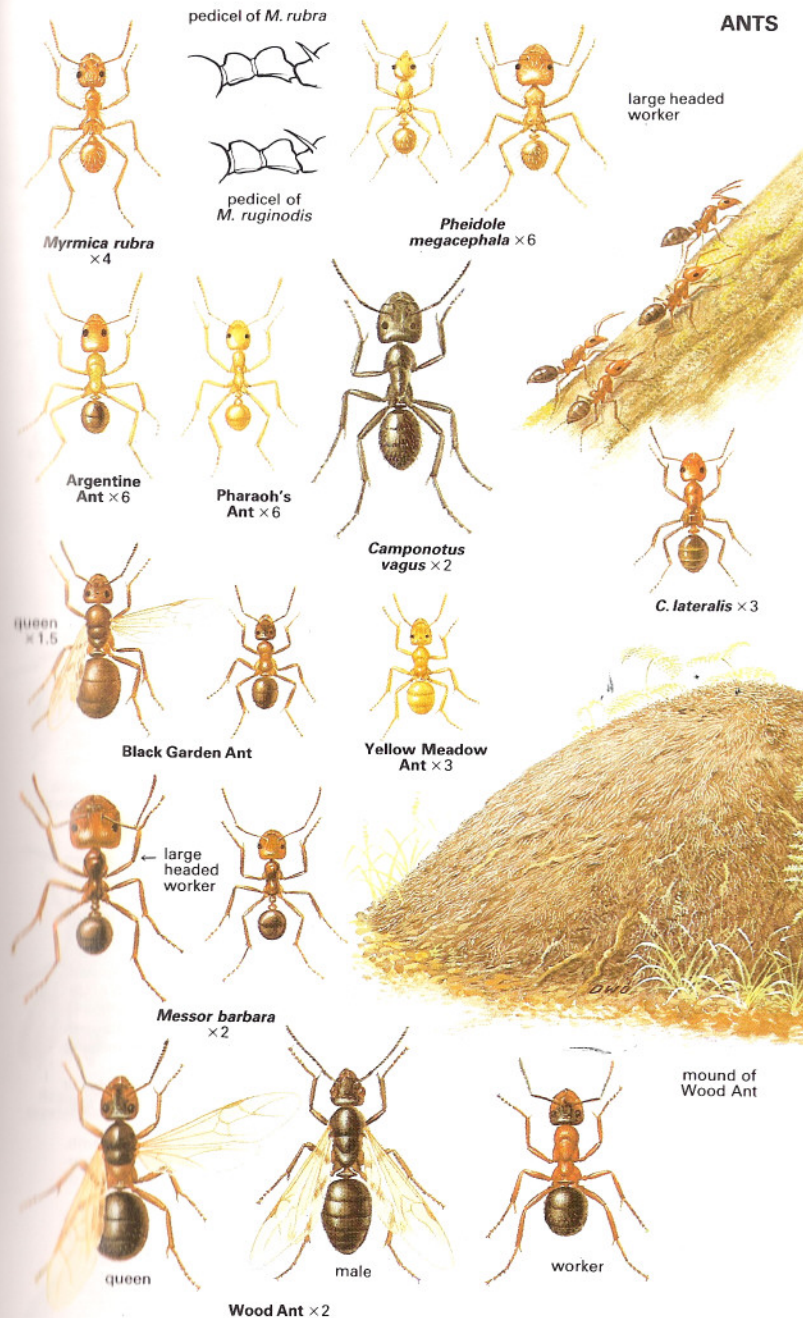 ANTS
pedicel of M. rubra
large headed
worker
pedicel of
M. ruginodis
Myrmica rubra
×4
Pheidole
megacephala ×6
Argentine
Ant ×6
Pharaoh's
Ant ×6
Camponotus
vagus ×2
C. lateralis ×3
queen
×1.5
Black Garden Ant
Yellow Meadow
Ant ×3
← large
headed
worker
DWO
Messor barbara
×2
mound of
Wood Ant
queen
male
worker
Wood Ant ×2